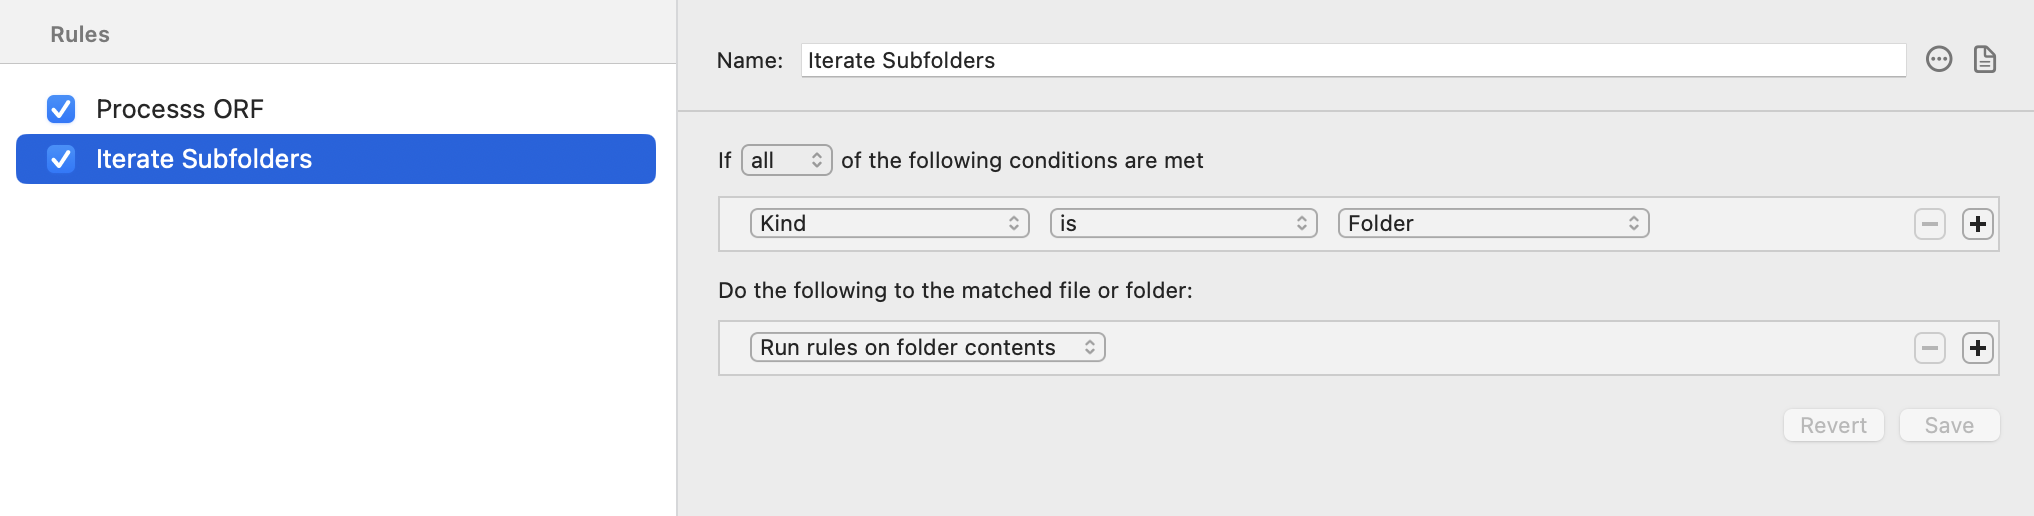 Rules
Processs ORF
Iterate Subfolders
Name: Iterate Subfolders
If all of the following conditions are met
Kind is Folder
Do the following to the matched file or folder:
Run rules on folder contents
Revert Save